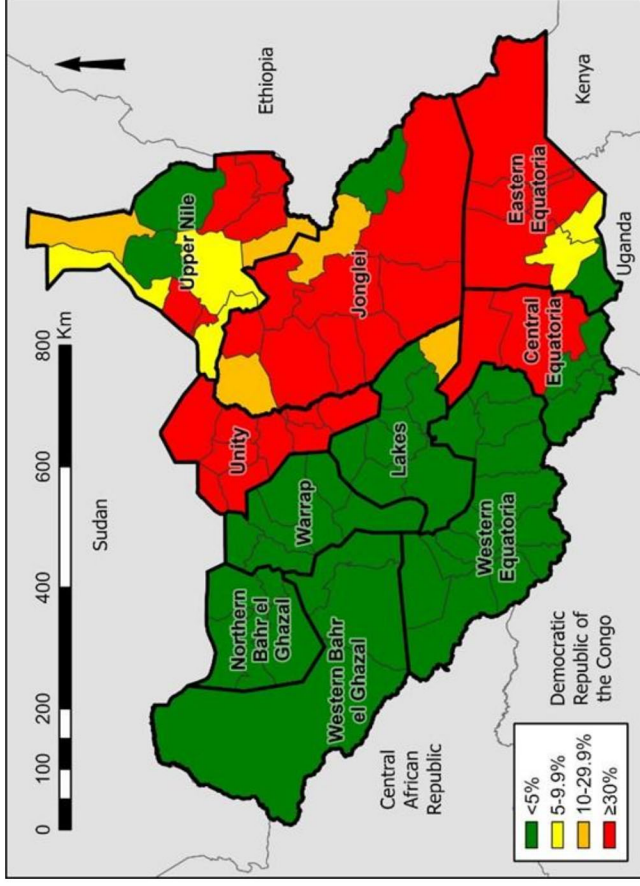 0 100 200 400 600 800
Km
Sudan
Ethiopia
Upper Nile
Unity
Northern
Bahr el
Ghazal
Warrap
Jonglei
Western Bahr
el Ghazal
Lakes
Central
African
Republic
Western
Equatoria
Central
Equatoria
Eastern
Equatoria
Democratic
Republic of
the Congo
Uganda
Kenya
<5%
5-9.9%
10-29.9%
≥30%